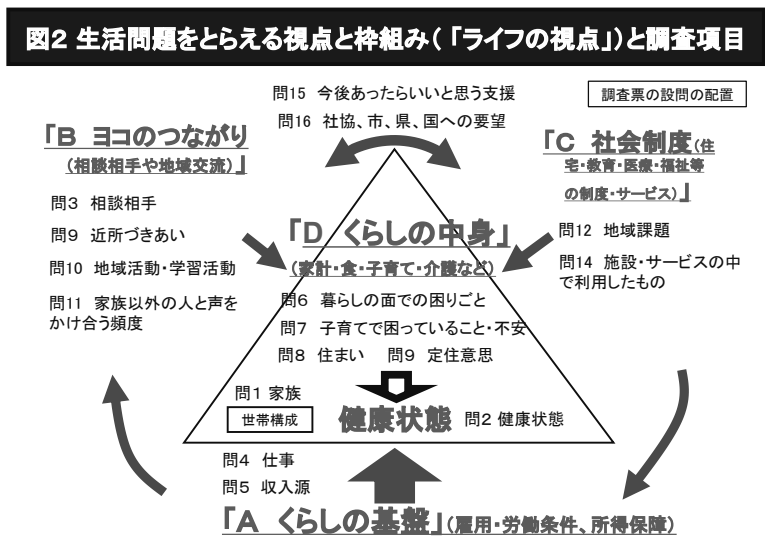 図2 生活問題をとらえる視点と枠組み(「ライフの視点」)と調査項目
問15 今後あったらいいと思う支援
問16 社協、市、県、国への要望
調査票の設問の配置
「B ヨコのつながり
(相談相手や地域交流)」
問3 相談相手
問9 近所づきあい
問10 地域活動・学習活動
問11 家族以外の人と声を
かけ合う頻度
「C 社会制度(住
宅・教育・医療・福祉等
の制度・サービス)」
問12 地域課題
問14 施設・サービスの中
で利用したもの
「D くらしの中身」
(家計・食・子育て・介護など)
問6 暮らしの面での困りごと
問7 子育てで困っていること・不安
問8 住まい 問9 定住意思
問1 家族
世帯構成
健康状態
問2 健康状態
問4 仕事
問5 収入源
「A くらしの基盤」(雇用・労働条件、所得保障)